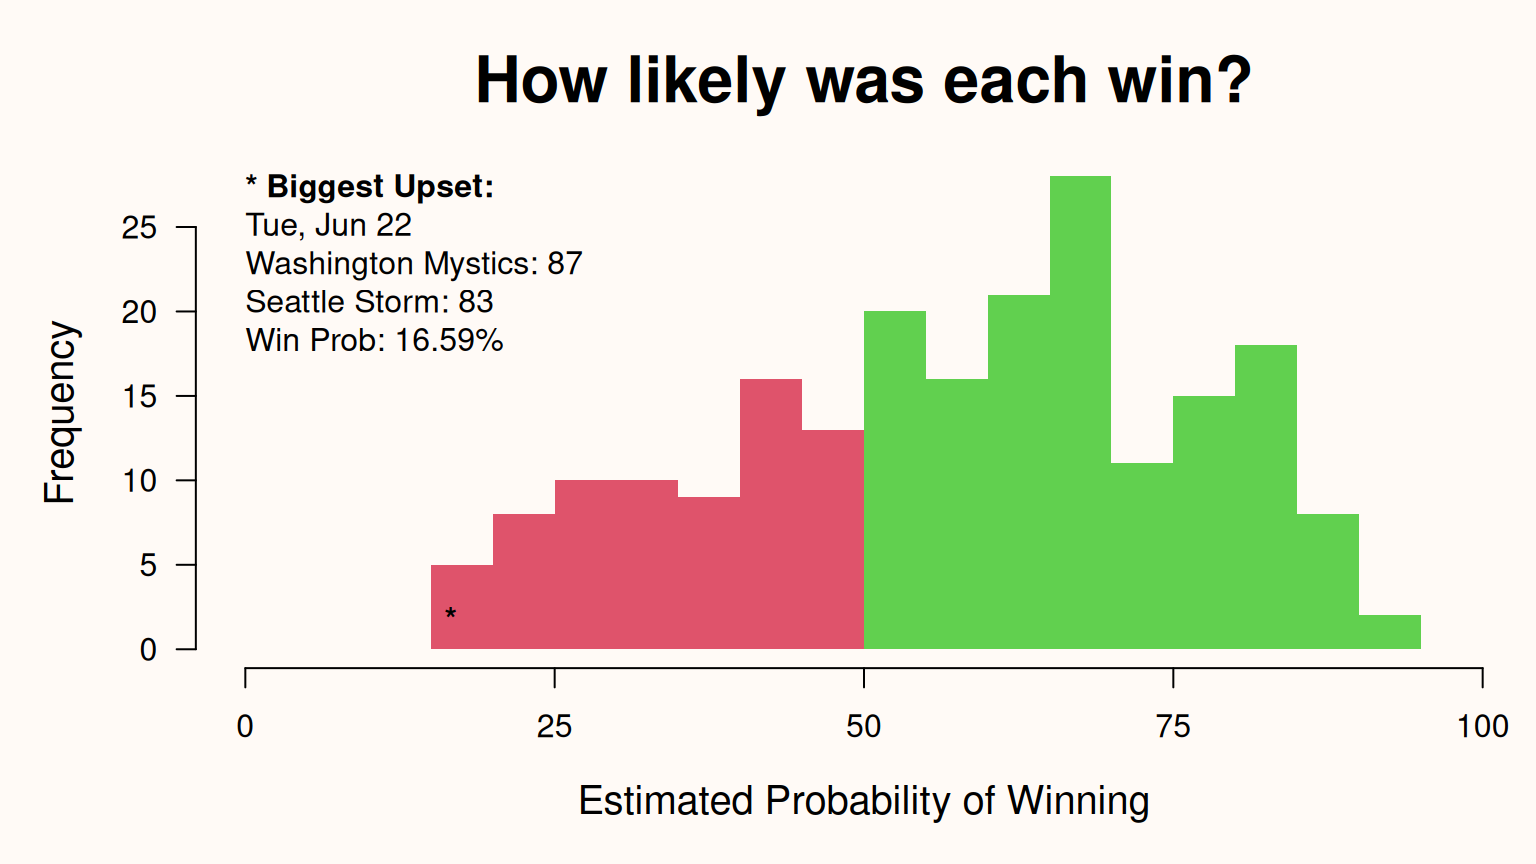 How likely was each win?
* Biggest Upset:
Tue, Jun 22
Washington Mystics: 87
Seattle Storm: 83
Win Prob: 16.59%
25
20
15
10
5
0
Frequency
*
0 25 50 75 100
Estimated Probability of Winning